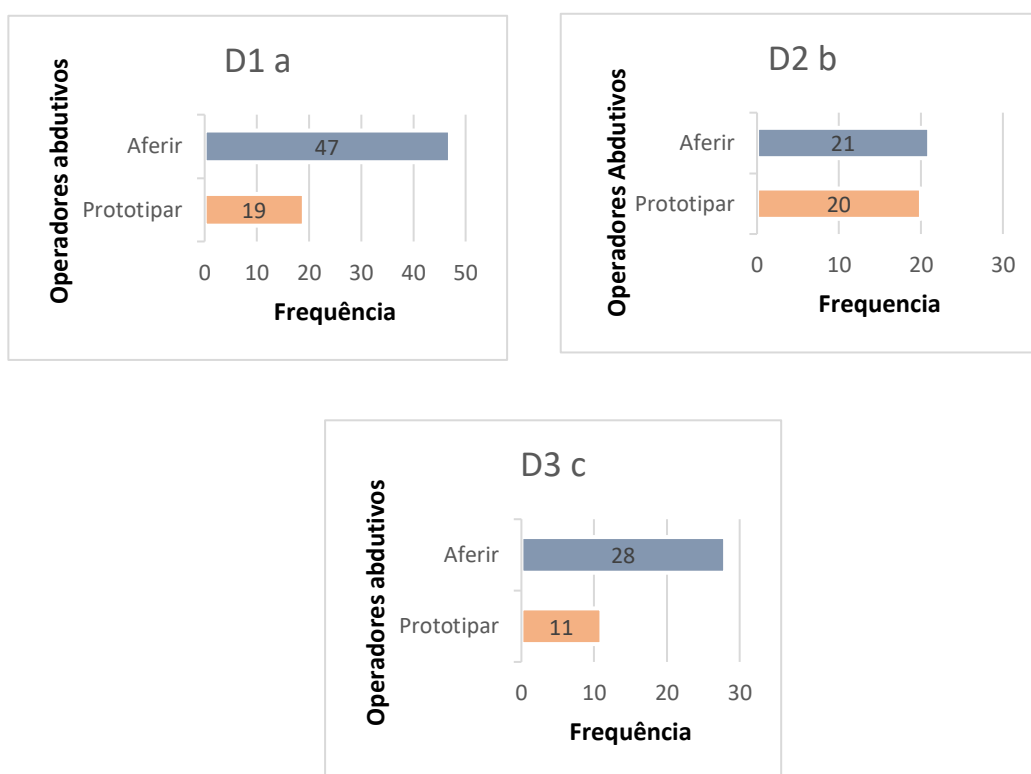 D1 a
Operadores abdutivos
Aferir
47
Prototipar
19
0 10 20 30 40 50
Frequência
D2 b
Operadores Abdutivos
Aferir
21
Prototipar
20
0 10 20 30
Frequencia
D3 c
Operadores abdutivos
Aferir
28
Prototipar
11
0 10 20 30
Frequência